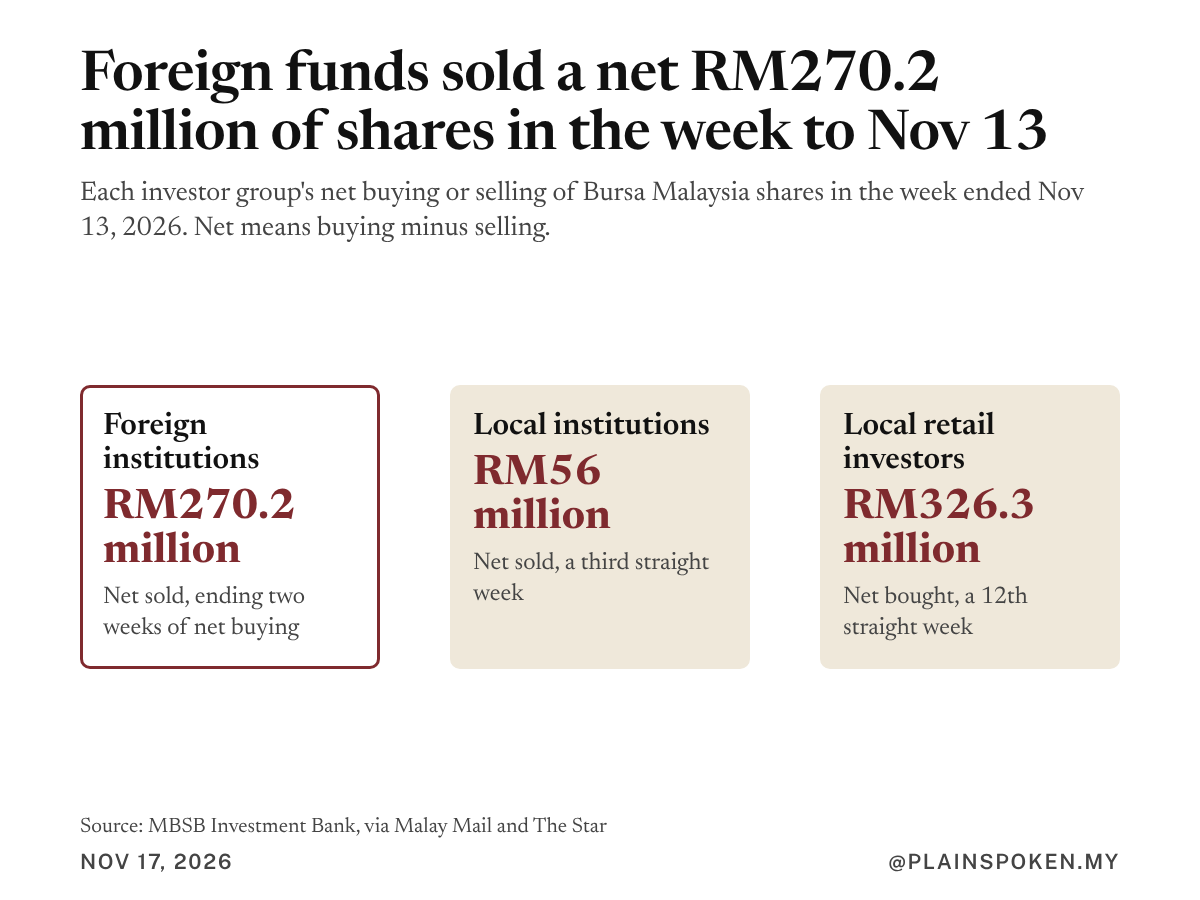 Foreign funds sold a net RM270.2
million of shares in the week to Nov 13
Each investor group's net buying or selling of Bursa Malaysia shares in the week ended Nov
13, 2026. Net means buying minus selling.
Foreign
institutions
RM270.2
million
Net sold, ending two
weeks of net buying
Local institutions
RM56
million
Net sold, a third straight
week
Local retail
investors
RM326.3
million
Net bought, a 12th
straight week
Source: MBSB Investment Bank, via Malay Mail and The Star
NOV 17, 2026
@PLAINSPOKEN.MY